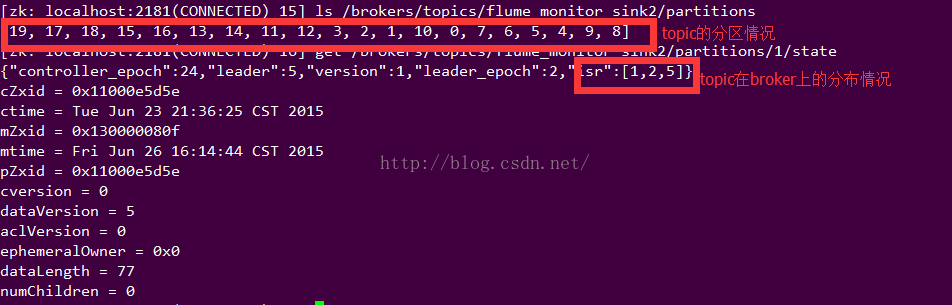 [zk: localhost:2181(CONNECTED) 15] ls /brokers/topics/flume_monitor_sink2/partitions
19, 17, 18, 15, 16, 13, 14, 11, 12, 3, 2, 1, 10, 0, 7, 6, 5, 4, 9, 8]
topic的分区情况
[zk: localhost:2181(CONNECTED) 16] get /brokers/topics/flume_monitor_sink2/partitions/1/state
{"controller_epoch":24,"leader":5,"version":1,"leader_epoch":2,"isr":[1,2,5]}
topic在broker上的分布情况
cZxid = 0x11000e5d5e
ctime = Tue Jun 23 21:36:25 CST 2015
mZxid = 0x130000080f
mtime = Fri Jun 26 16:14:44 CST 2015
http://blog.csdn.net/
pZxid = 0x11000e5d5e
cversion = 0
dataVersion = 5
aclVersion = 0
ephemeralOwner = 0x0
dataLength = 77
numChildren = 0